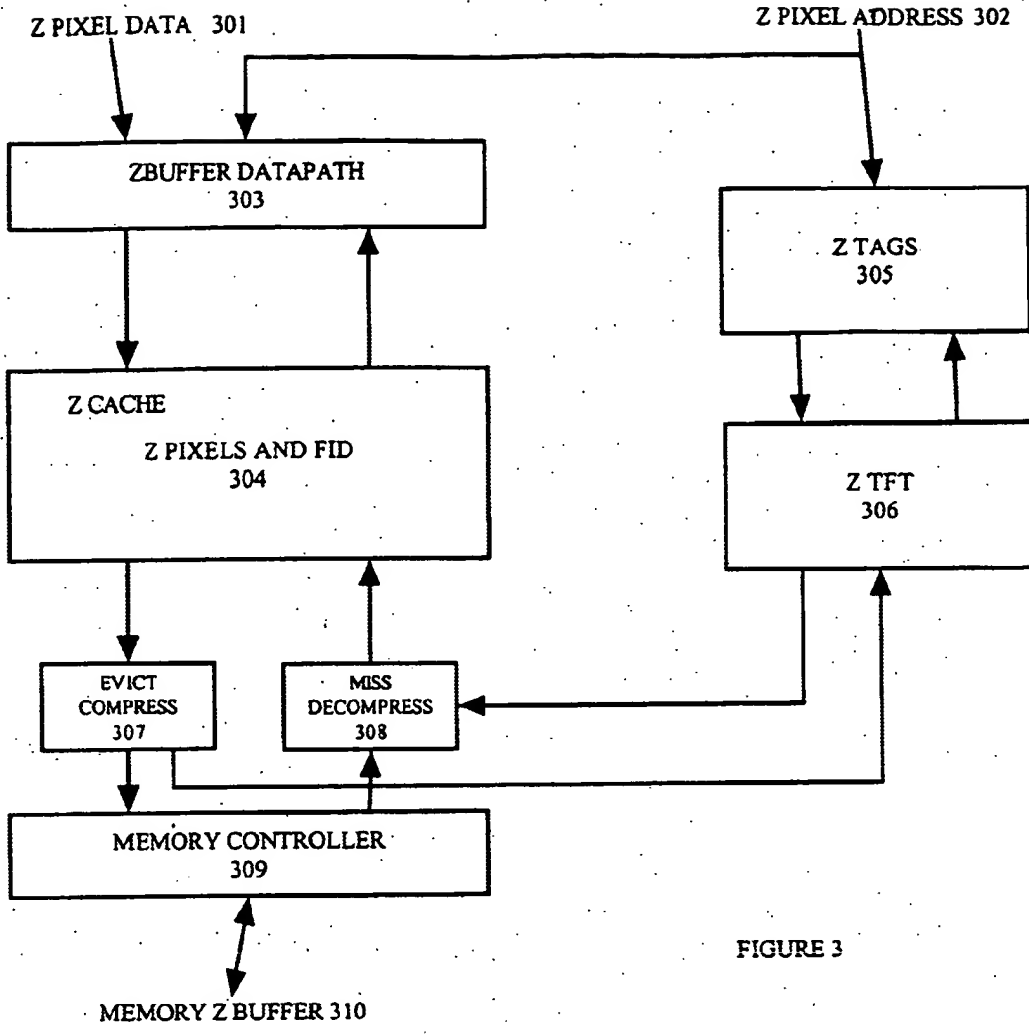 Z PIXEL DATA 301
Z PIXEL ADDRESS 302
ZBUFFER DATAPATH
303
Z TAGS
305
Z CACHE
Z PIXELS AND FID
304
Z TFT
306
EVICT
COMPRESS
307
MISS
DECOMPRESS
308
MEMORY CONTROLLER
309
FIGURE 3
MEMORY Z BUFFER 310